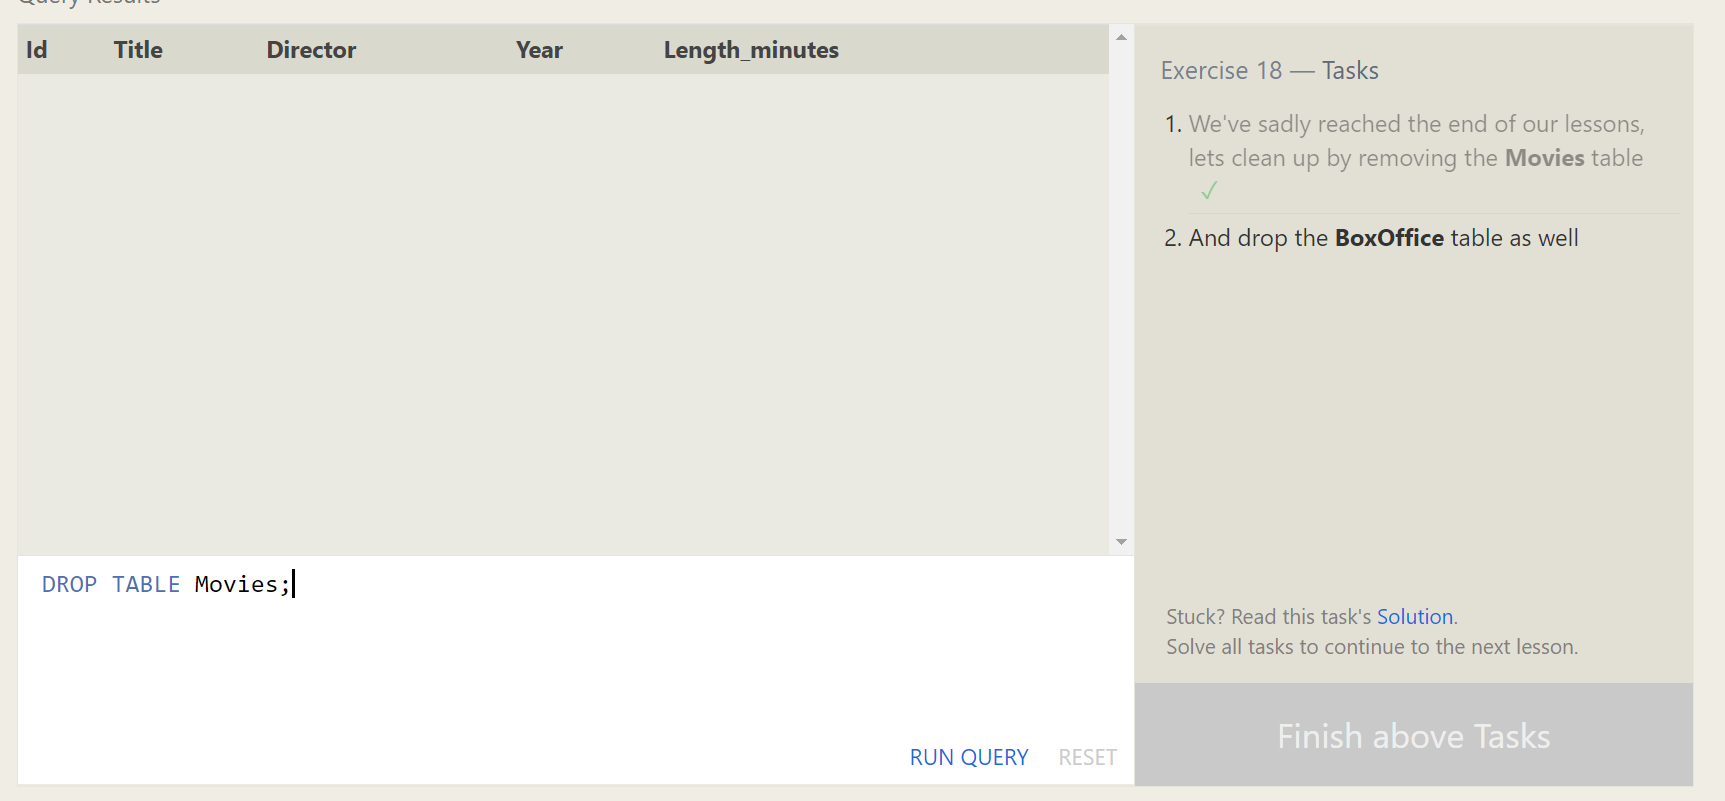 Query Results
Id Title Director Year Length_minutes
DROP TABLE Movies;
RUN QUERY RESET
Exercise 18 — Tasks
1. We've sadly reached the end of our lessons,
lets clean up by removing the Movies table
✓
2. And drop the BoxOffice table as well
Stuck? Read this task's Solution.
Solve all tasks to continue to the next lesson.
Finish above Tasks